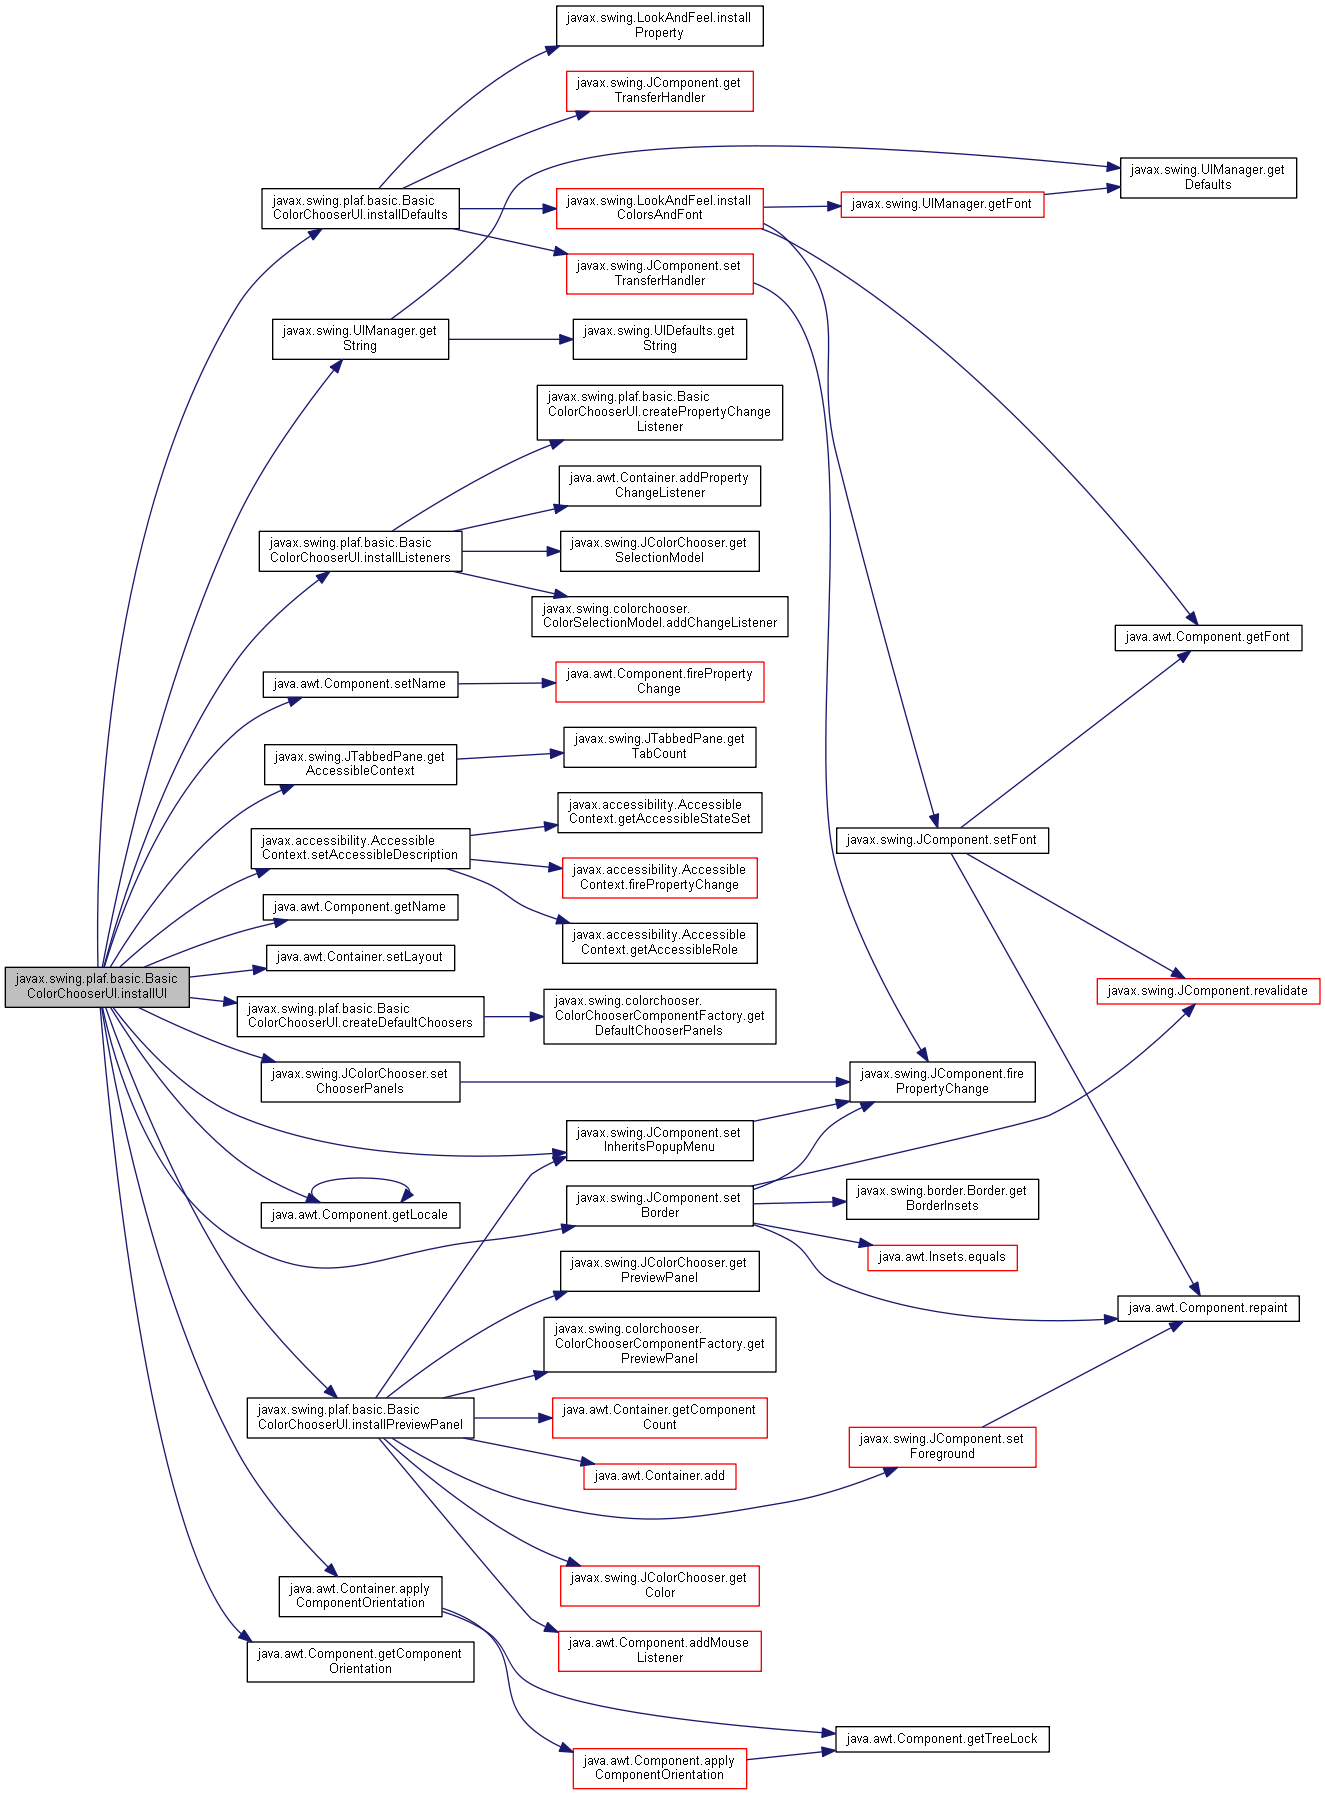 javax.swing.LookAndFeel.install
Property
javax.swing.JComponent.get
TransferHandler
javax.swing.UIManager.get
Defaults
javax.swing.plaf.basic.Basic
ColorChooserUI.installDefaults
javax.swing.LookAndFeel.install
ColorsAndFont
javax.swing.UIManager.getFont
javax.swing.JComponent.set
TransferHandler
javax.swing.UIManager.get
String
javax.swing.UIDefaults.get
String
javax.swing.plaf.basic.Basic
ColorChooserUI.createPropertyChange
Listener
java.awt.Container.addProperty
ChangeListener
javax.swing.plaf.basic.Basic
ColorChooserUI.installListeners
javax.swing.JColorChooser.get
SelectionModel
javax.swing.colorchooser.
ColorSelectionModel.addChangeListener
java.awt.Component.getFont
java.awt.Component.setName
java.awt.Component.fireProperty
Change
javax.swing.JTabbedPane.get
AccessibleContext
javax.swing.JTabbedPane.get
TabCount
javax.accessibility.Accessible
Context.getAccessibleStateSet
javax.accessibility.Accessible
Context.setAccessibleDescription
javax.swing.JComponent.setFont
javax.accessibility.Accessible
Context.firePropertyChange
java.awt.Component.getName
javax.accessibility.Accessible
Context.getAccessibleRole
java.awt.Container.setLayout
javax.swing.plaf.basic.Basic
ColorChooserUI.installUI
javax.swing.JComponent.revalidate
javax.swing.plaf.basic.Basic
ColorChooserUI.createDefaultChoosers
javax.swing.colorchooser.
ColorChooserComponentFactory.get
DefaultChooserPanels
javax.swing.JColorChooser.set
ChooserPanels
javax.swing.JComponent.fire
PropertyChange
javax.swing.JComponent.set
InheritsPopupMenu
javax.swing.JComponent.set
Border
javax.swing.border.Border.get
BorderInsets
java.awt.Component.getLocale
java.awt.Insets.equals
javax.swing.JColorChooser.get
PreviewPanel
java.awt.Component.repaint
javax.swing.colorchooser.
ColorChooserComponentFactory.get
PreviewPanel
javax.swing.plaf.basic.Basic
ColorChooserUI.installPreviewPanel
java.awt.Container.getComponent
Count
javax.swing.JComponent.set
Foreground
java.awt.Container.add
javax.swing.JColorChooser.get
Color
java.awt.Container.apply
ComponentOrientation
java.awt.Component.addMouse
Listener
java.awt.Component.getComponent
Orientation
java.awt.Component.getTreeLock
java.awt.Component.apply
ComponentOrientation